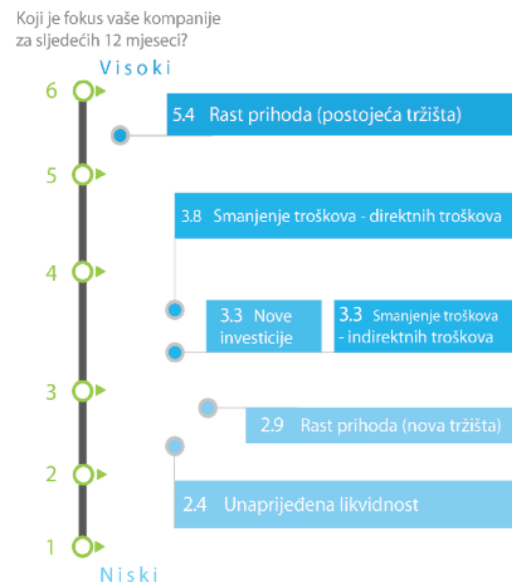 Koji je fokus vaše kompanije
za sljedećih 12 mjeseci?
Visoki
6
5.4 Rast prihoda (postojeća tržišta)
5
3.8 Smanjenje troškova - direktnih troškova
4
3.3 Nove
investicije
3.3 Smanjenje troškova
- indirektnih troškova
3
2.9 Rast prihoda (nova tržišta)
2
2.4 Unaprijeđena likvidnost
1
Niski